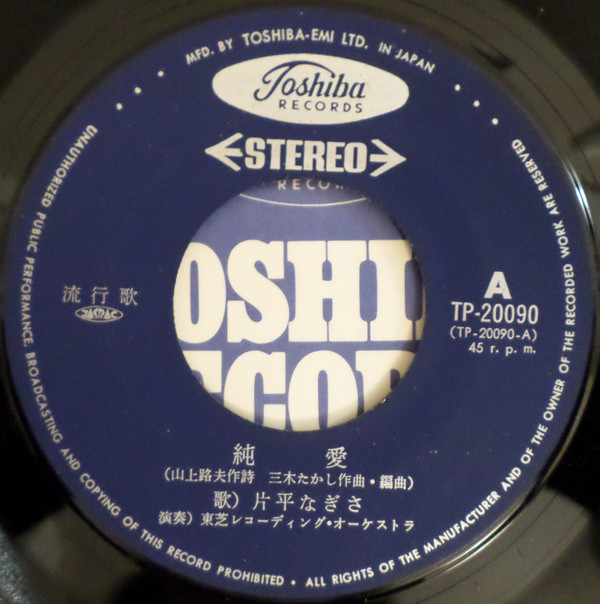 MFD. BY TOSHIBA-EMI LTD. IN JAPAN
Toshiba
RECORDS
STEREO
RECO
OSHI
ECOR
流行歌
JASRAC
A
TP-20090
(TP-20090-A)
45 r. p. m.
純愛
(山上路夫作詩 三木たかし作曲・編曲)
歌) 片平なぎさ
演奏) 東芝レコーディング・オーケストラ
UNAUTHORIZED PUBLIC PERFORMANCE, BROADCASTING AND COPYING OF THIS RECORD PROHIBITED • ALL RIGHTS OF THE MANUFACTURER AND OF THE OWNER OF THE RECORDED WORK ARE RESERVED